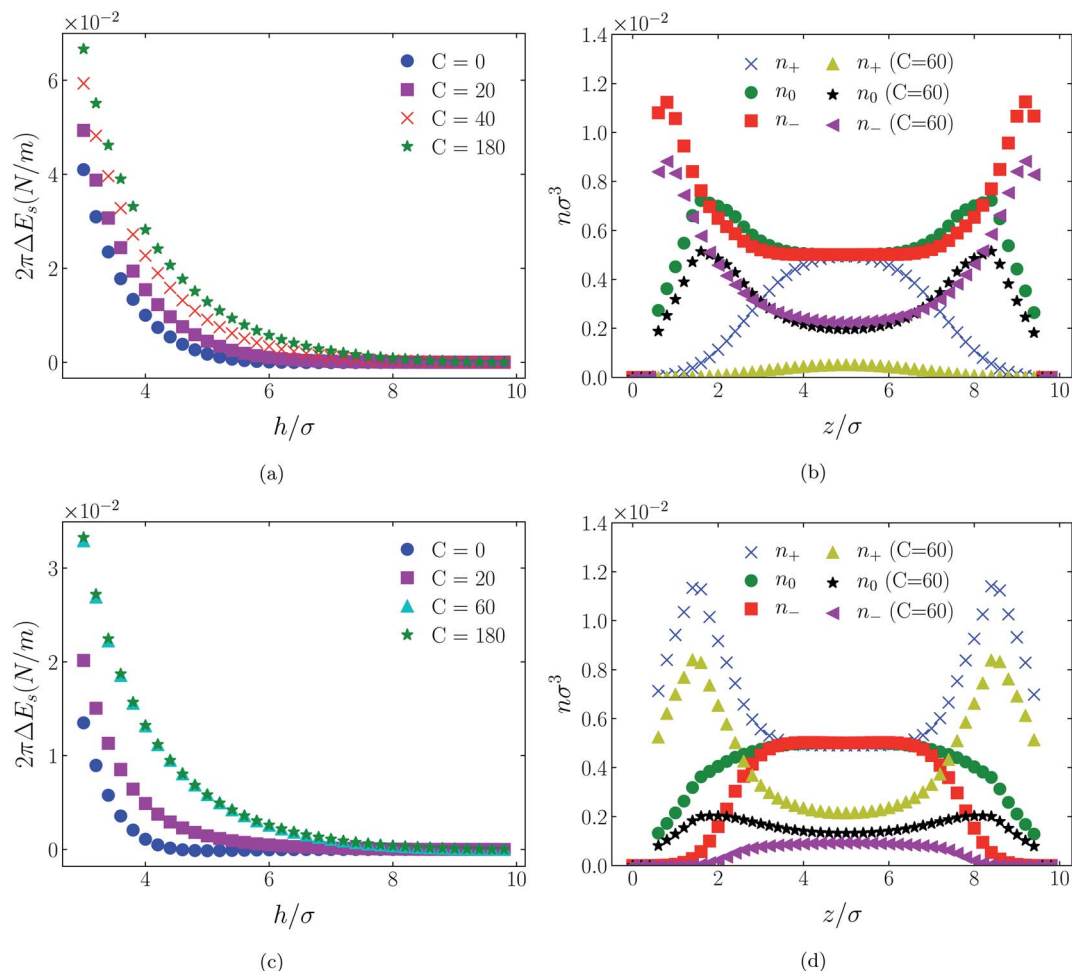 ×10⁻²
2πΔE_s(N/m)
6
4
2
0
C = 0
C = 20
C = 40
C = 180
4
6
8
10
h/σ
(a)
×10⁻²
nσ³
1.4
1.2
1.0
0.8
0.6
0.4
0.2
0.0
n₊
n₀
n₋
n₊ (C=60)
n₀ (C=60)
n₋ (C=60)
0
2
4
6
8
10
z/σ
(b)
×10⁻²
2πΔE_s(N/m)
3
2
1
0
C = 0
C = 20
C = 60
C = 180
4
6
8
10
h/σ
(c)
×10⁻²
nσ³
1.4
1.2
1.0
0.8
0.6
0.4
0.2
0.0
n₊
n₀
n₋
n₊ (C=60)
n₀ (C=60)
n₋ (C=60)
0
2
4
6
8
10
z/σ
(d)